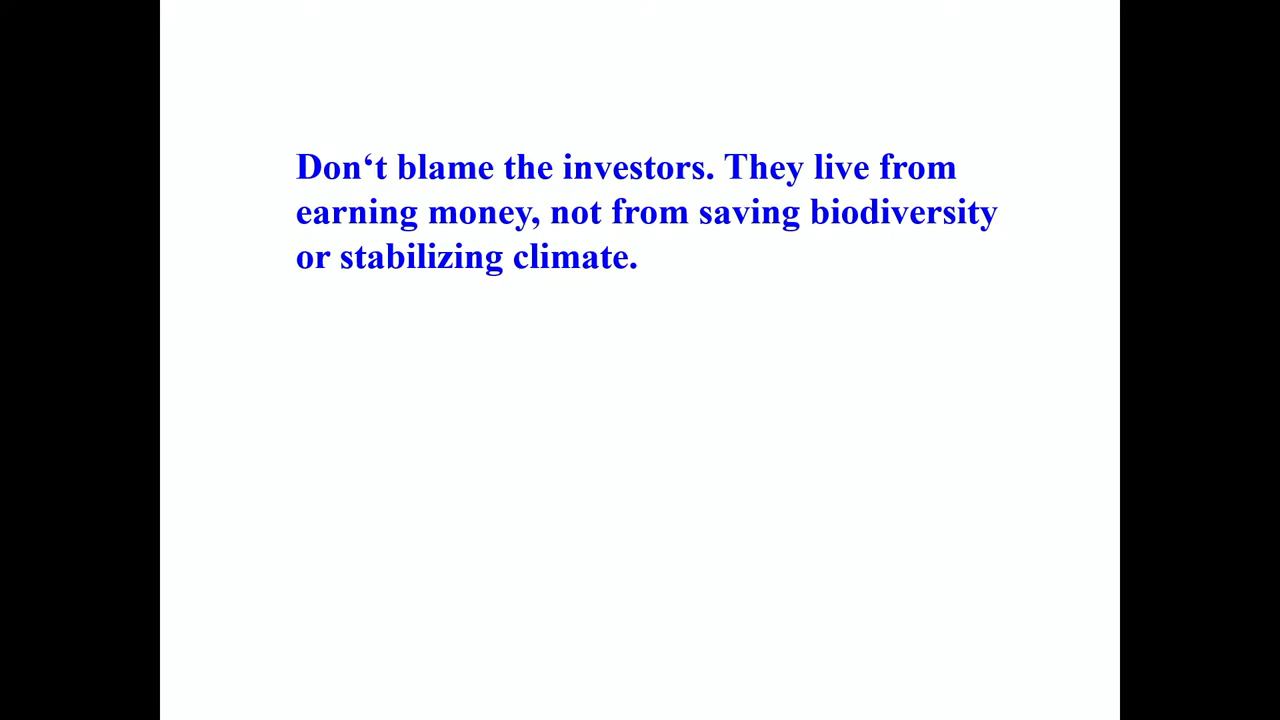 Don‘t blame the investors. They live from
earning money, not from saving biodiversity
or stabilizing climate.